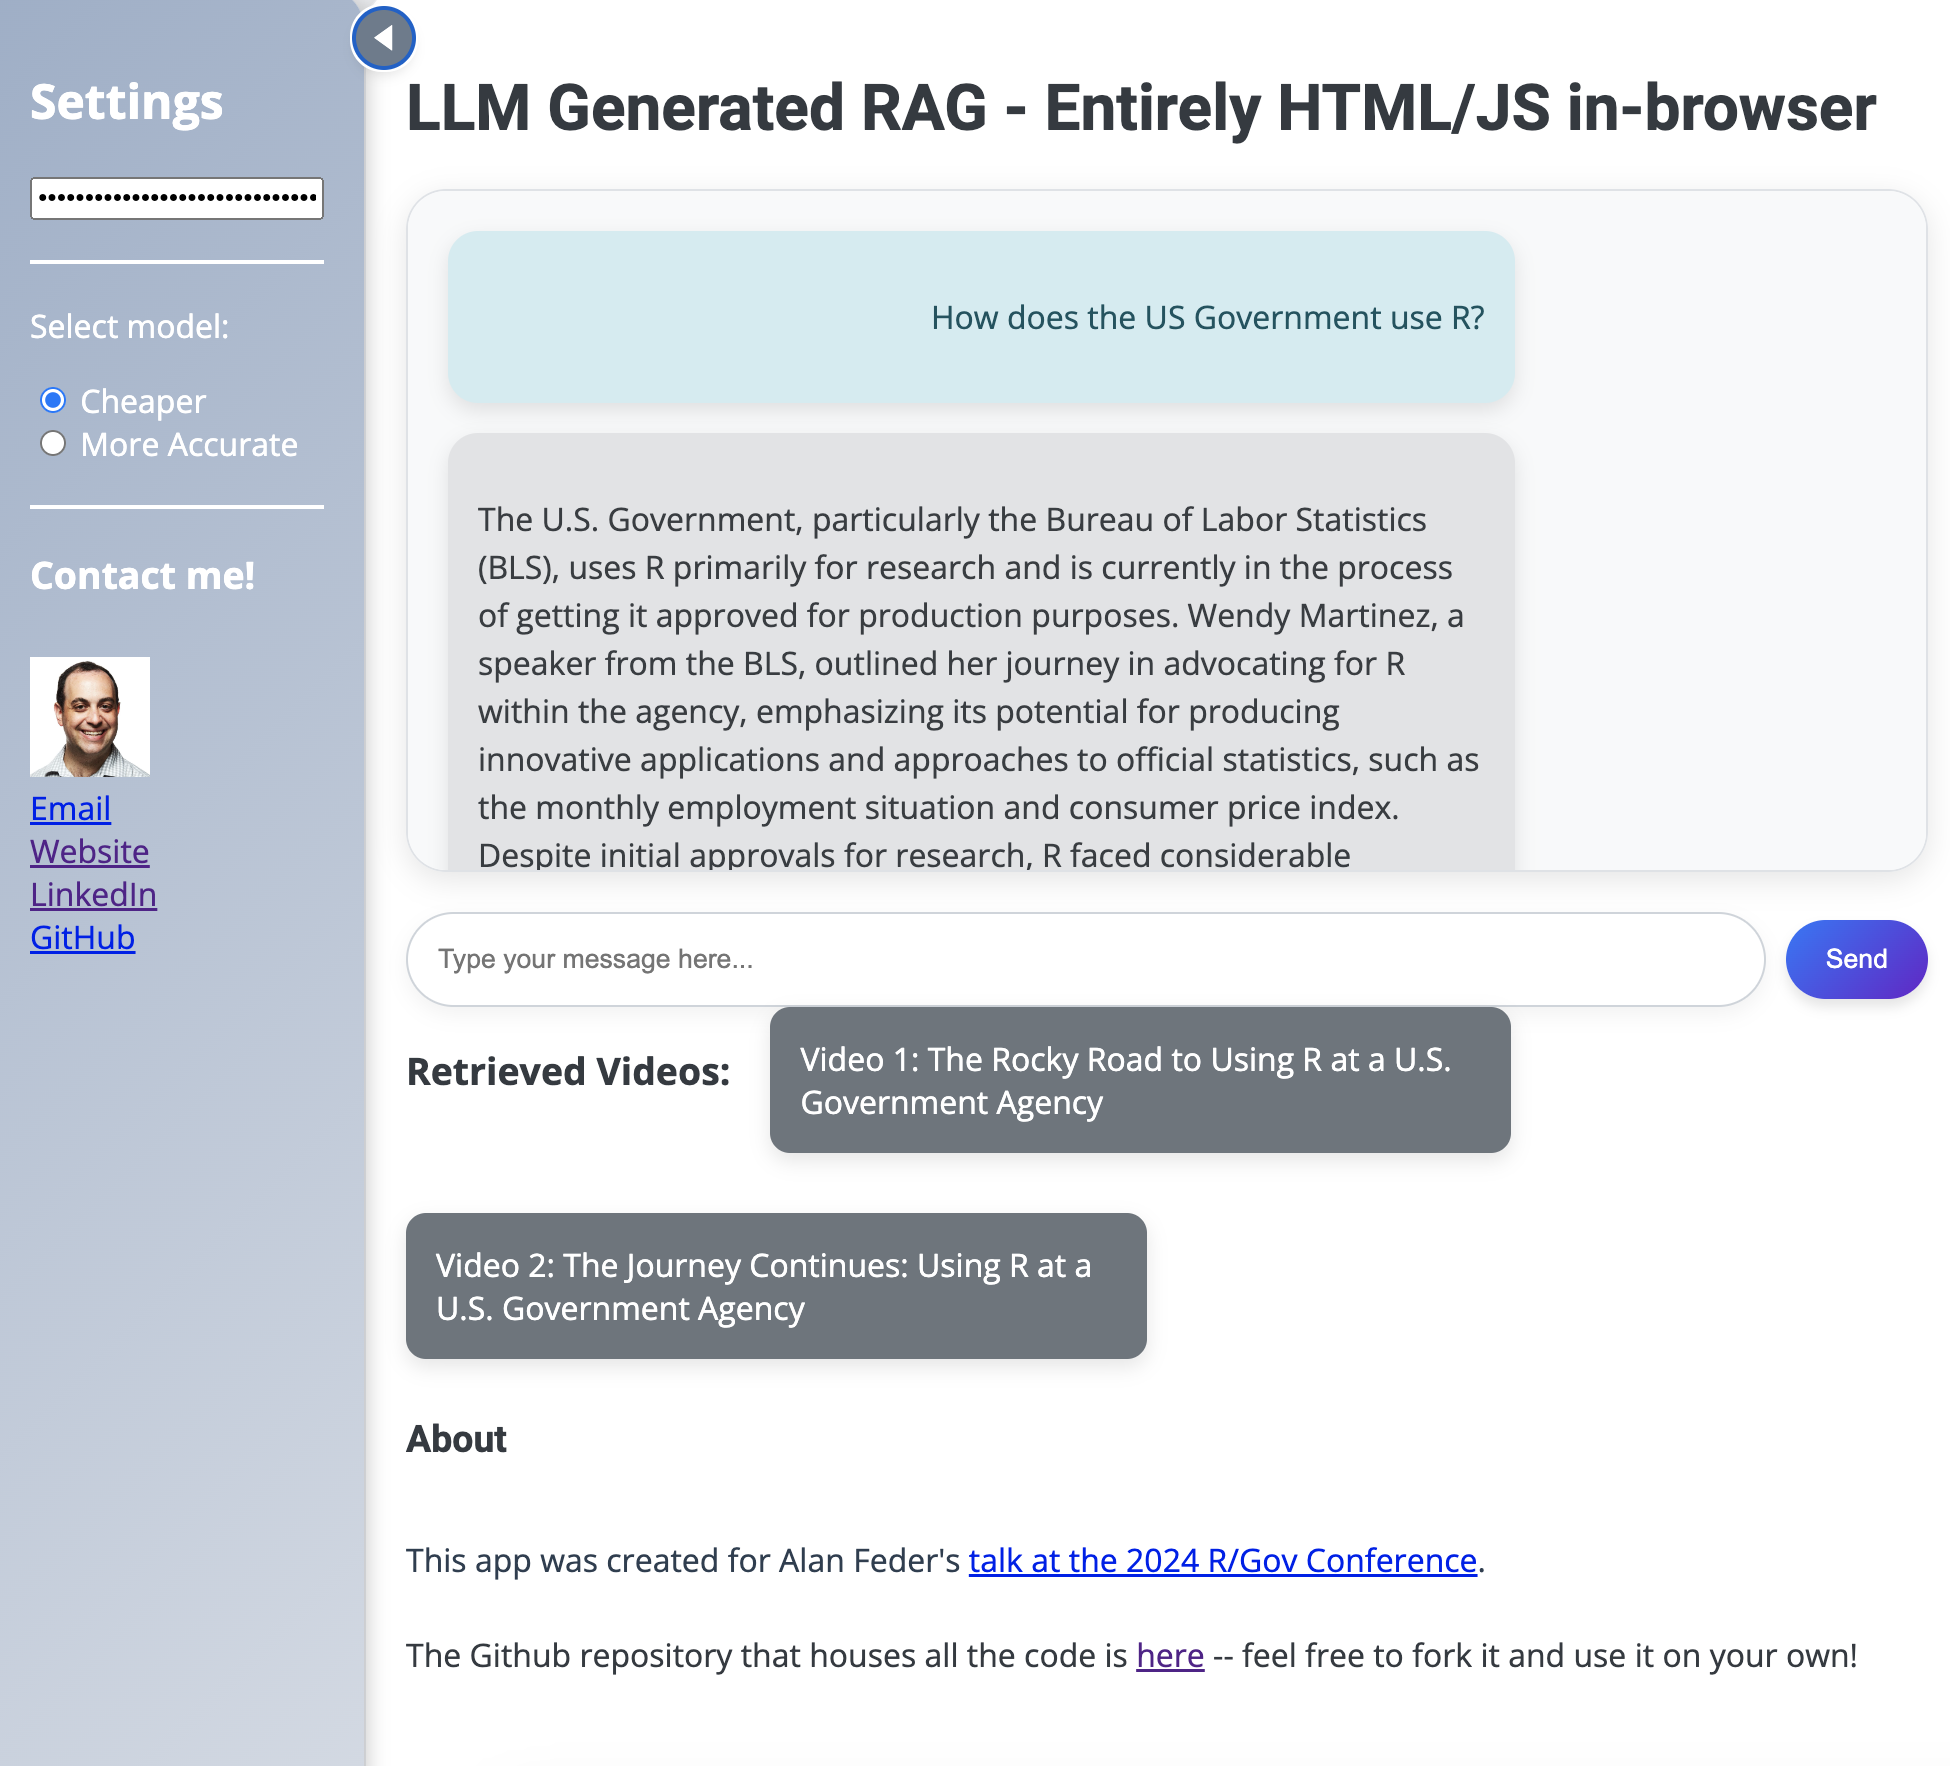 Settings
••••••••••••••••••••••••••••••
Select model:
Cheaper
More Accurate
Contact me!
Email
Website
LinkedIn
GitHub
LLM Generated RAG - Entirely HTML/JS in-browser
How does the US Government use R?
The U.S. Government, particularly the Bureau of Labor Statistics
(BLS), uses R primarily for research and is currently in the process
of getting it approved for production purposes. Wendy Martinez, a
speaker from the BLS, outlined her journey in advocating for R
within the agency, emphasizing its potential for producing
innovative applications and approaches to official statistics, such as
the monthly employment situation and consumer price index.
Despite initial approvals for research, R faced considerable
Type your message here...
Send
Retrieved Videos:
Video 1: The Rocky Road to Using R at a U.S.
Government Agency
Video 2: The Journey Continues: Using R at a
U.S. Government Agency
About
This app was created for Alan Feder's talk at the 2024 R/Gov Conference.
The Github repository that houses all the code is here -- feel free to fork it and use it on your own!